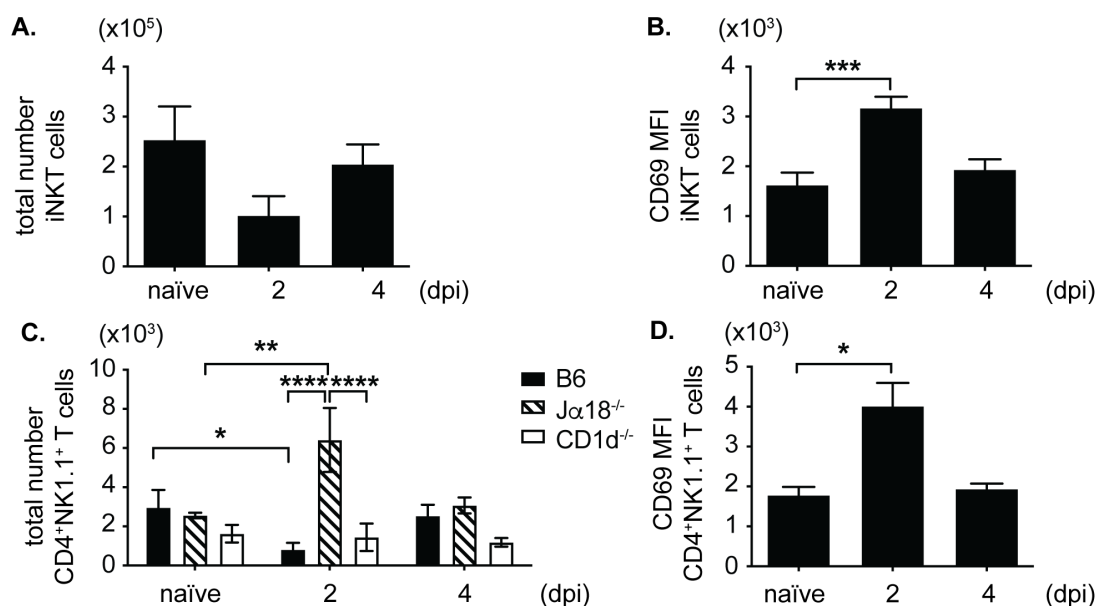 A.
(x10⁵)
total number
iNKT cells
4
3
2
1
0
naïve 2 4 (dpi)
B.
(x10³)
CD69 MFI
iNKT cells
4
3
2
1
0
***
naïve 2 4 (dpi)
C.
(x10³)
total number
CD4⁺NK1.1⁺ T cells
10
8
6
4
2
0
**
********
*
naïve 2 4 (dpi)
B6
Jα18⁻/⁻
CD1d⁻/⁻
D.
(x10³)
CD69 MFI
CD4⁺NK1.1⁺ T cells
5
4
3
2
1
0
*
naïve 2 4 (dpi)